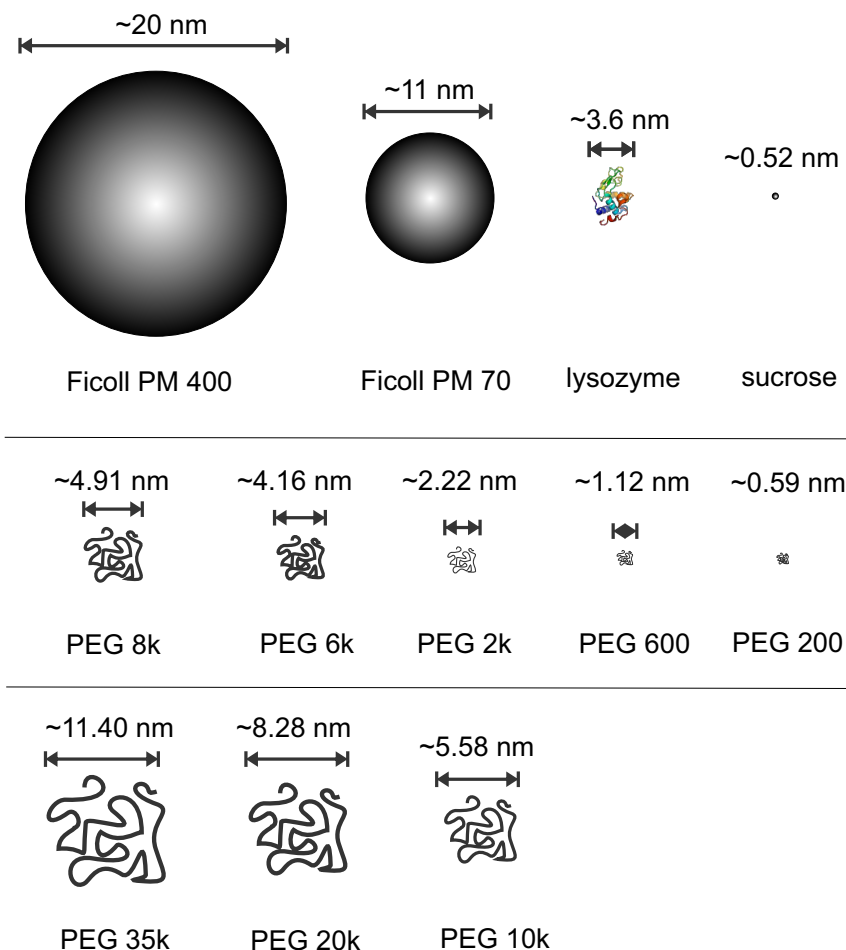 ~20 nm
~11 nm
~3.6 nm
~0.52 nm
Ficoll PM 400
Ficoll PM 70
lysozyme
sucrose
~4.91 nm
~4.16 nm
~2.22 nm
~1.12 nm
~0.59 nm
PEG 8k
PEG 6k
PEG 2k
PEG 600
PEG 200
~11.40 nm
~8.28 nm
~5.58 nm
PEG 35k
PEG 20k
PEG 10k